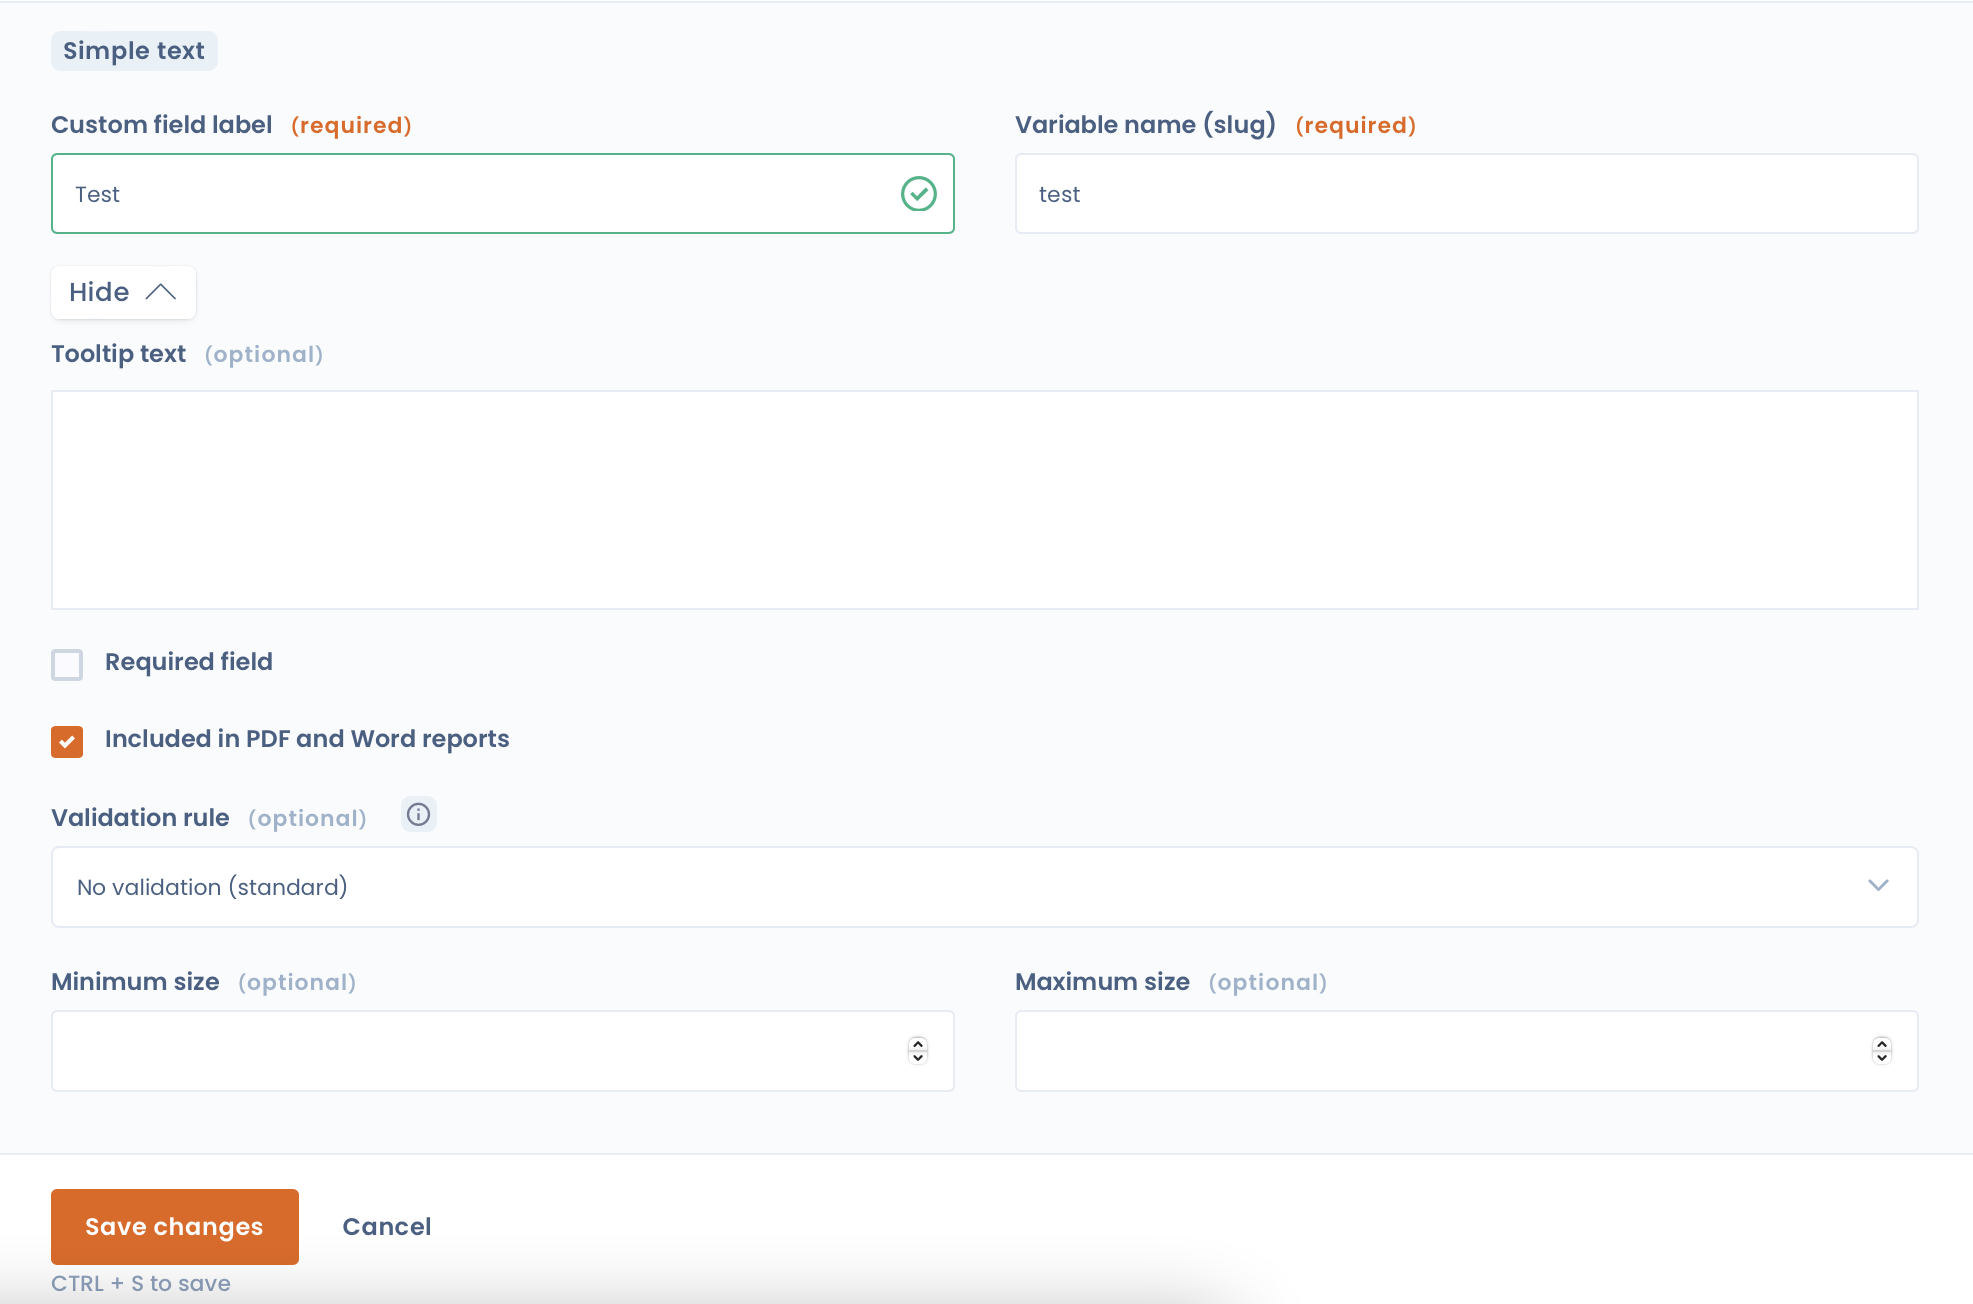 Simple text
Custom field label (required)
Variable name (slug) (required)
Test
test
Hide
Tooltip text (optional)
Required field
Included in PDF and Word reports
Validation rule (optional)
No validation (standard)
Minimum size (optional)
Maximum size (optional)
Save changes
Cancel
CTRL + S to save